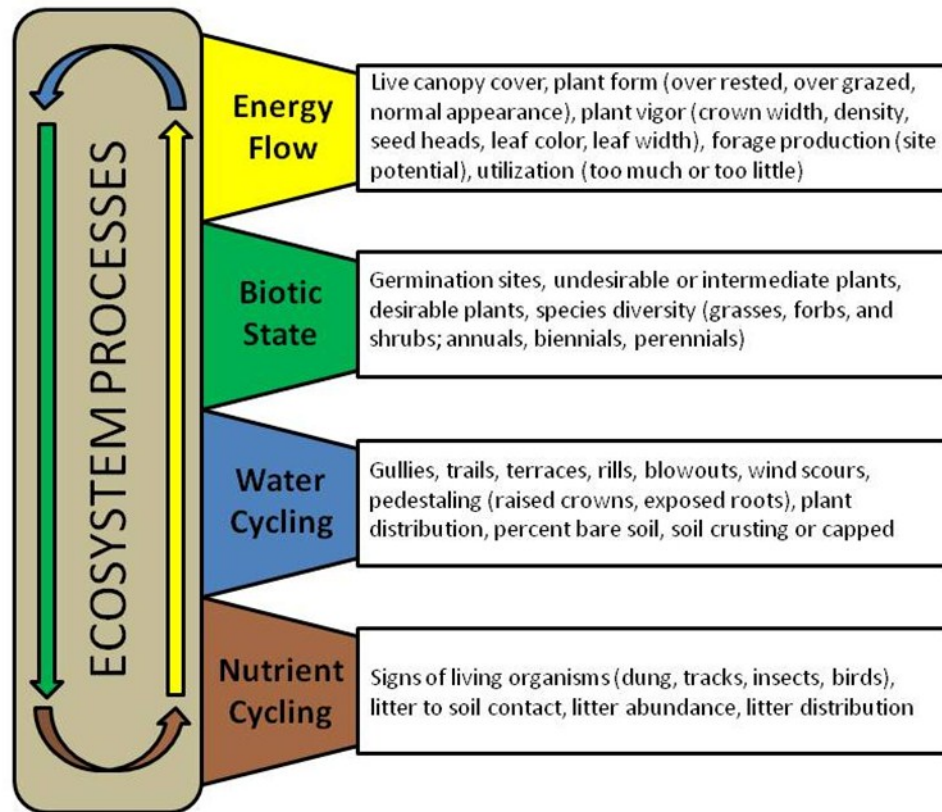 ECOSYSTEM PROCESSES
Energy
Flow
Live canopy cover, plant form (over rested, over grazed,
normal appearance), plant vigor (crown width, density,
seed heads, leaf color, leaf width), forage production (site
potential), utilization (too much or too little)
Biotic
State
Germination sites, undesirable or intermediate plants,
desirable plants, species diversity (grasses, forbs, and
shrubs; annuals, biennials, perennials)
Water
Cycling
Gullies, trails, terraces, rills, blowouts, wind scours,
pedestaling (raised crowns, exposed roots), plant
distribution, percent bare soil, soil crusting or capped
Nutrient
Cycling
Signs of living organisms (dung, tracks, insects, birds),
litter to soil contact, litter abundance, litter distribution